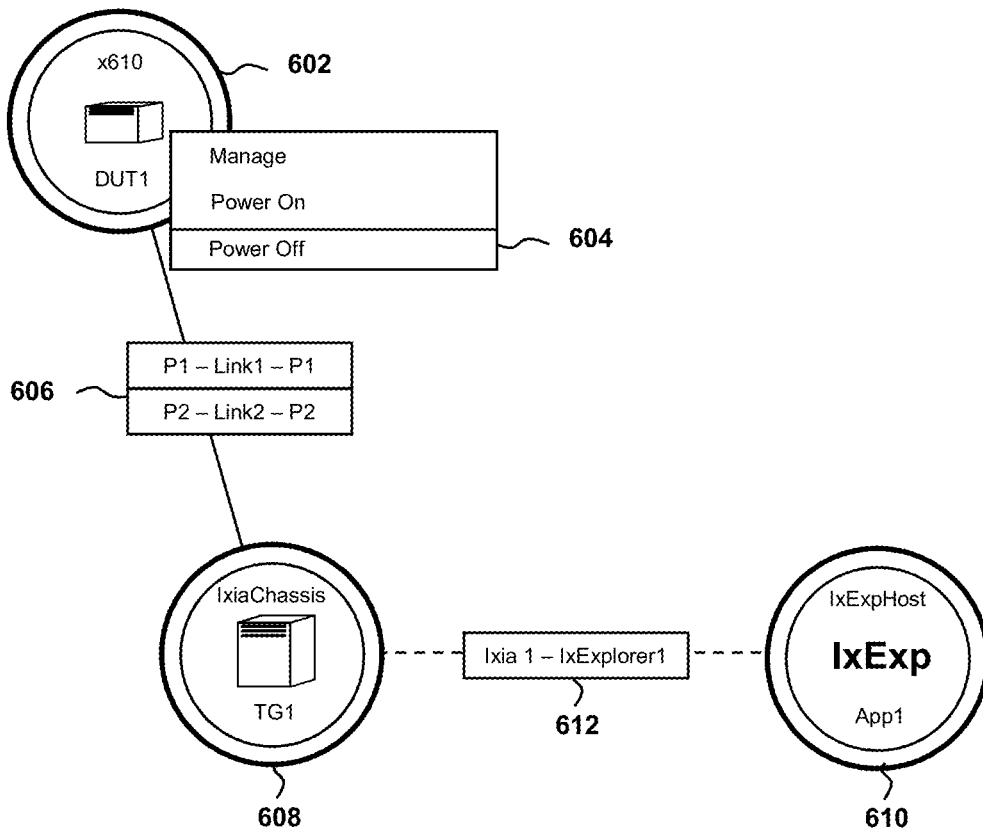 x610
602
DUT1
Manage
Power On
Power Off
604
P1 – Link1 – P1
606
P2 – Link2 – P2
IxiaChassis
TG1
608
Ixia 1 – IxExplorer1
612
IxExpHost
IxExp
App1
610